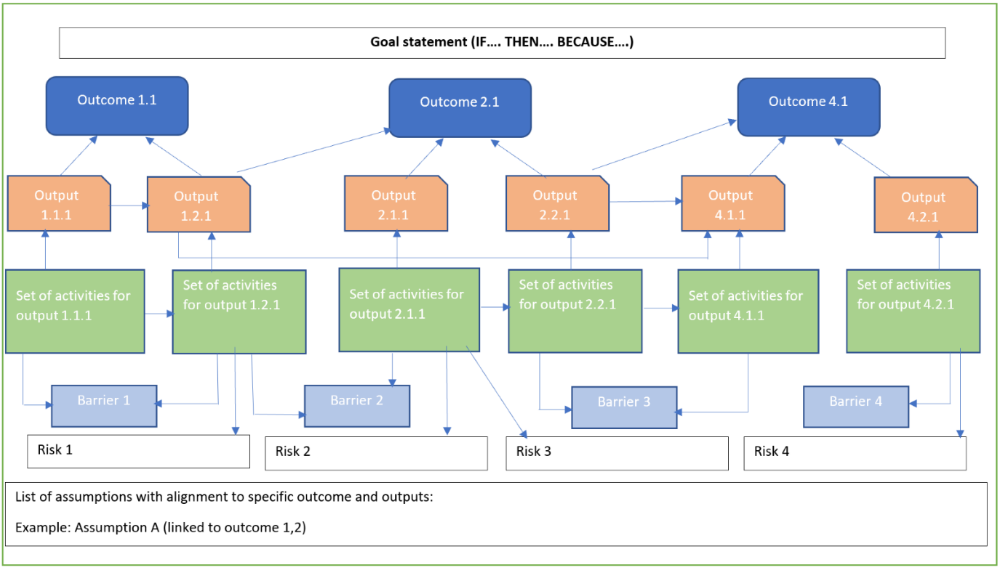 Goal statement (IF…. THEN…. BECAUSE….)
Outcome 1.1
Outcome 2.1
Outcome 4.1
Output
1.1.1
Output
1.2.1
Output
2.1.1
Output
2.2.1
Output
4.1.1
Output
4.2.1
Set of activities for
output 1.1.1
Set of activities
for output 1.2.1
Set of activities for
output 2.1.1
Set of activities
for output 2.2.1
Set of activities for
output 4.1.1
Set of activities
for output 4.2.1
Barrier 1
Barrier 2
Barrier 3
Barrier 4
Risk 1
Risk 2
Risk 3
Risk 4
List of assumptions with alignment to specific outcome and outputs:
Example: Assumption A (linked to outcome 1,2)